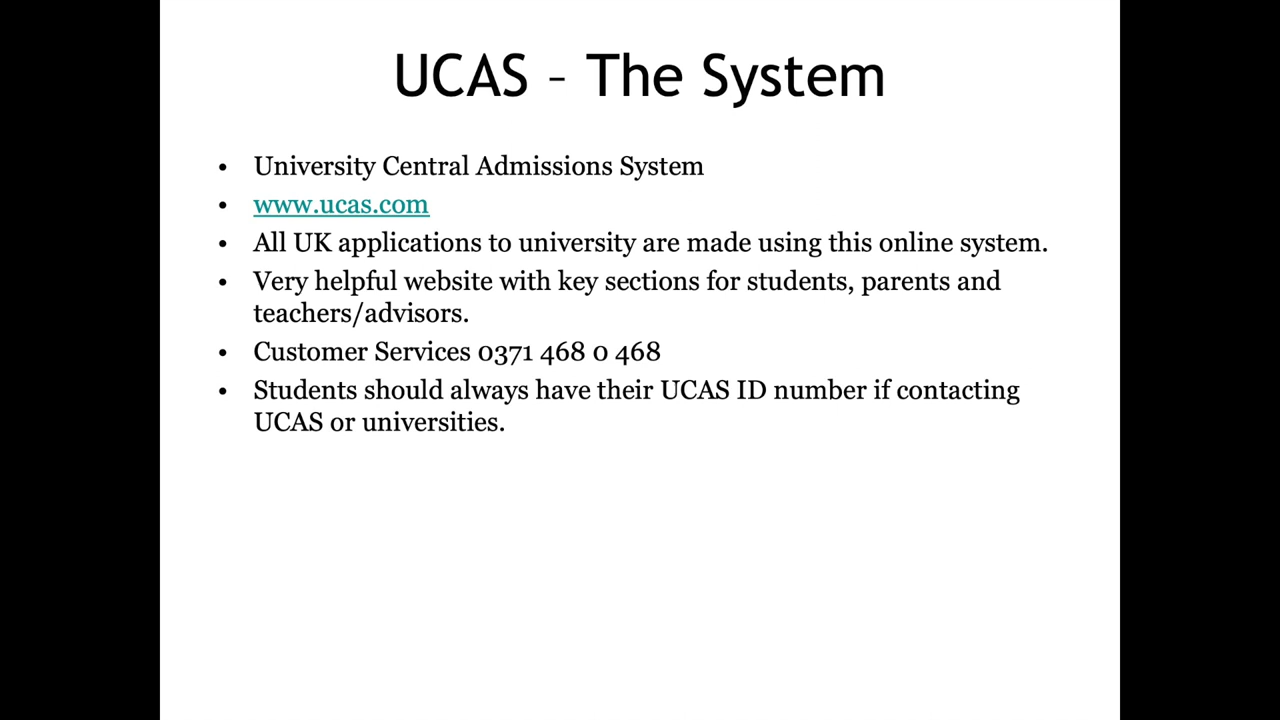 UCAS – The System
• University Central Admissions System
• www.ucas.com
• All UK applications to university are made using this online system.
• Very helpful website with key sections for students, parents and
teachers/advisors.
• Customer Services 0371 468 0 468
• Students should always have their UCAS ID number if contacting
UCAS or universities.